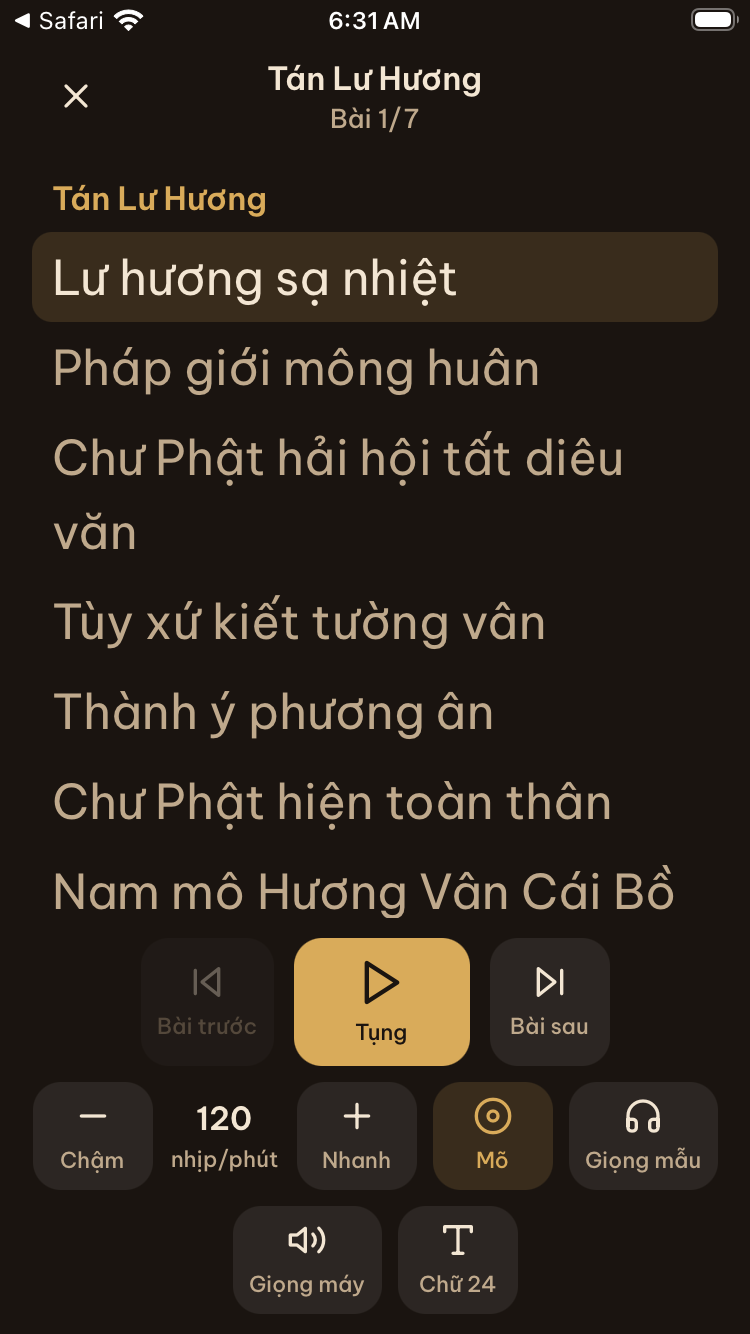 ◀ Safari 6:31 AM
Tán Lư Hương
Bài 1/7
Tán Lư Hương
Lư hương sạ nhiệt
Pháp giới mông huân
Chư Phật hải hội tất diêu
văn
Tùy xứ kiết tường vân
Thành ý phương ân
Chư Phật hiện toàn thân
Nam mô Hương Vân Cái Bồ
Bài trước Tụng Bài sau
120
Chậm nhịp/phút Nhanh Mõ Giọng mẫu
Giọng máy Chữ 24